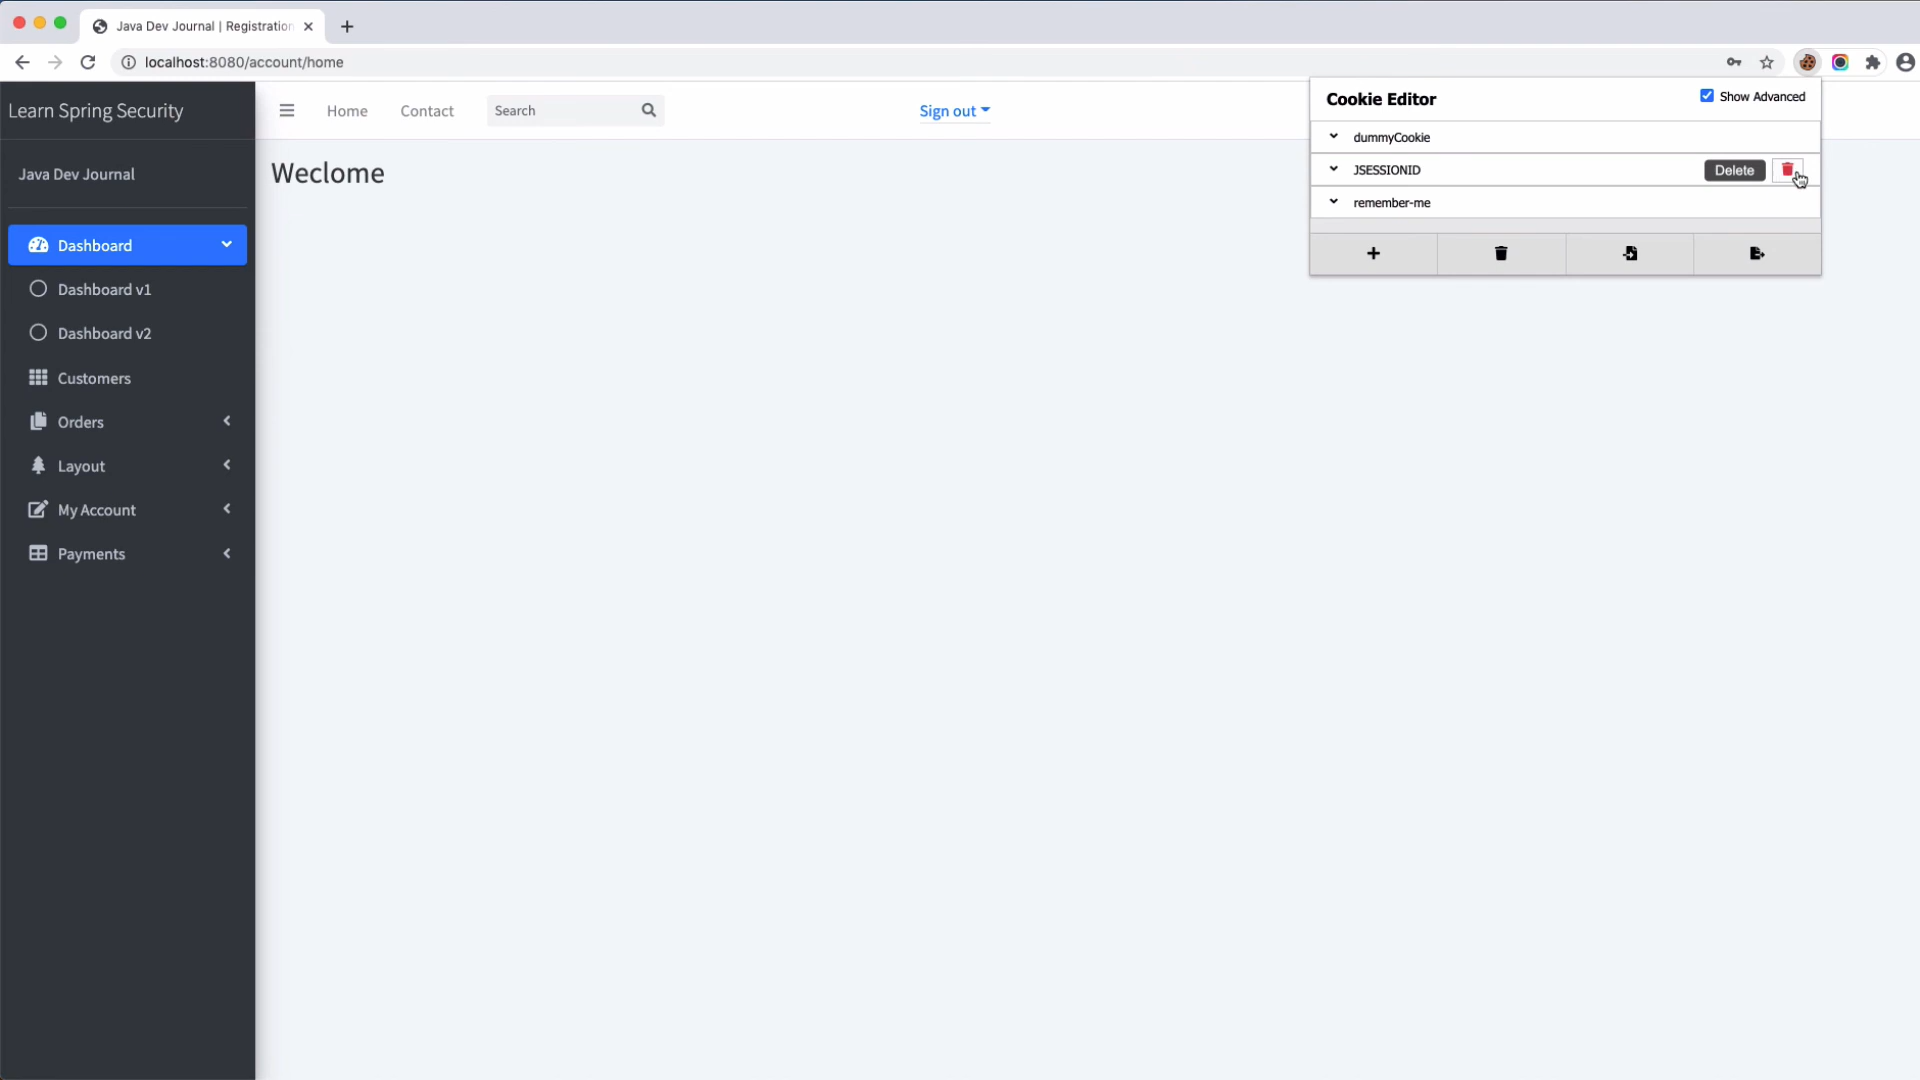 Java Dev Journal | Registration
localhost:8080/account/home
Learn Spring Security
Home
Contact
Search
Sign out
Cookie Editor
Show Advanced
dummyCookie
JSESSIONID
Delete
remember-me
Java Dev Journal
Weclome
Dashboard
Dashboard v1
Dashboard v2
Customers
Orders
Layout
My Account
Payments